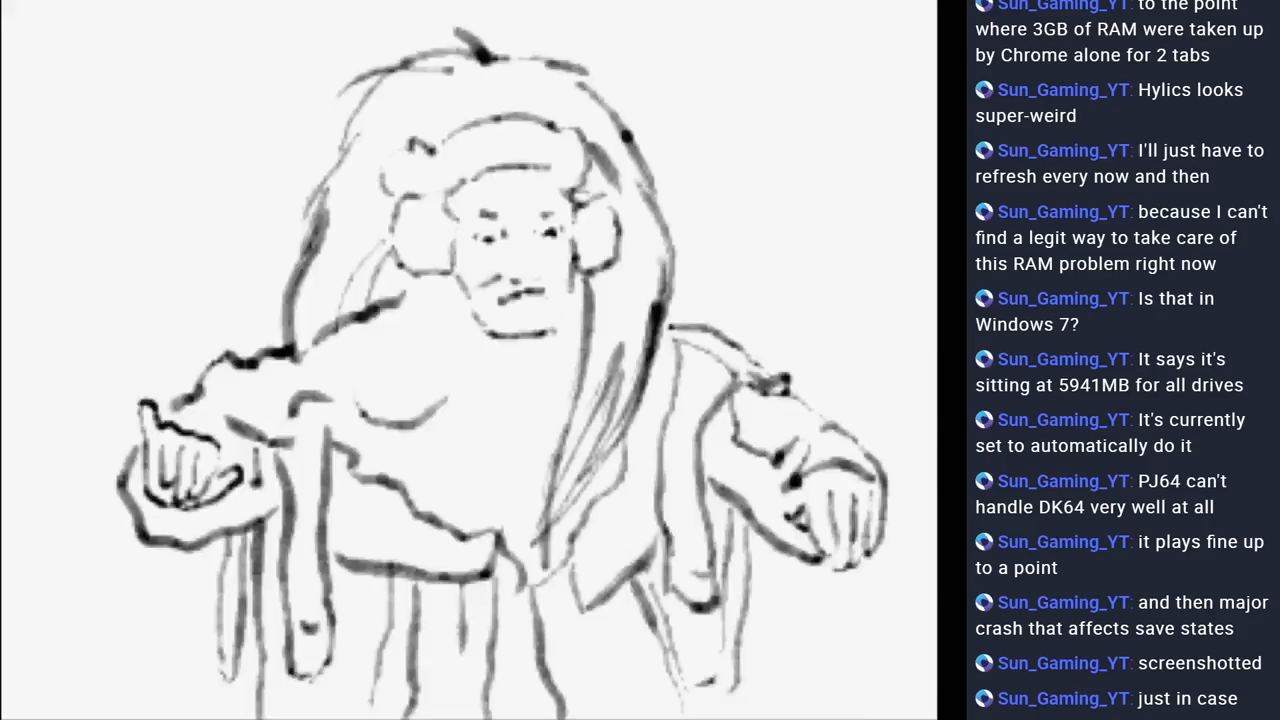 Sun_Gaming_YT: to the point
where 3GB of RAM were taken up
by Chrome alone for 2 tabs
Sun_Gaming_YT: Hylics looks
super-weird
Sun_Gaming_YT: I'll just have to
refresh every now and then
Sun_Gaming_YT: because I can't
find a legit way to take care of
this RAM problem right now
Sun_Gaming_YT: Is that in
Windows 7?
Sun_Gaming_YT: It says it's
sitting at 5941MB for all drives
Sun_Gaming_YT: It's currently
set to automatically do it
Sun_Gaming_YT: PJ64 can't
handle DK64 very well at all
Sun_Gaming_YT: it plays fine up
to a point
Sun_Gaming_YT: and then major
crash that affects save states
Sun_Gaming_YT: screenshotted
Sun_Gaming_YT: just in case